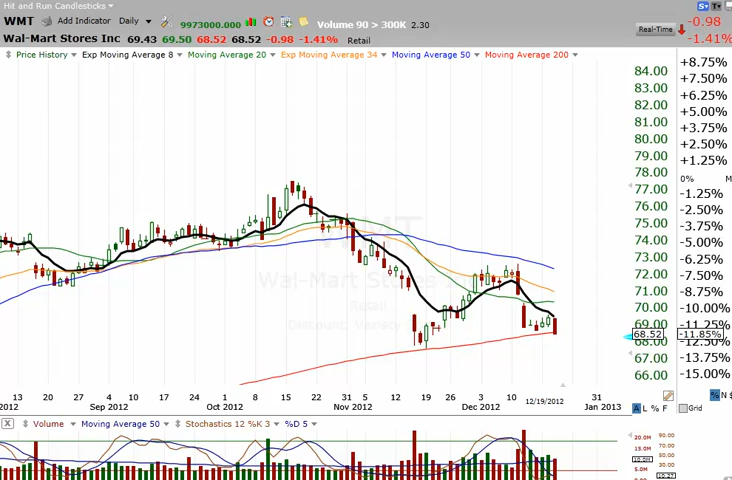 Hit and Run Candlesticks
WMT Add Indicator Daily 9973000.000 Volume 90 > 300K 2.30
Wal-Mart Stores Inc 69.43 69.50 68.52 68.52 -0.98 -1.41% Retail
Real-Time -0.98
-1.41%
Price History Exp Moving Average 8 Moving Average 20 Exp Moving Average 34 Moving Average 50 Moving Average 200
+8.75%
84.00
+7.50%
83.00
+6.25%
82.00
+5.00%
81.00
+3.75%
80.00
+2.50%
79.00
+1.25%
78.00
0% M
77.00
-1.25%
76.00
-2.50%
75.00
-3.75%
74.00
-5.00%
73.00
-6.25%
72.00
-7.50%
71.00
-8.75%
70.00
-10.00%
69.00
-11.25%
68.52
-11.85%
68.00
-12.50%
67.00
-13.75%
66.00
-15.00%
WMT
Wal-Mart Stores
Retail
Discount, Variety
13 20 27 4 10 17 24 1 8 15 22 5 12 19 26 3 10 31
2012 Sep 2012 Oct 2012 Nov 2012 Dec 2012 12/19/2012 Jan 2013
% N $
A L % F Grid
X Volume Moving Average 50 Stochastics 12 %K 3 %D 5
20.0M 90.00
15.0M 70.00
50.00
5.0M 30.00